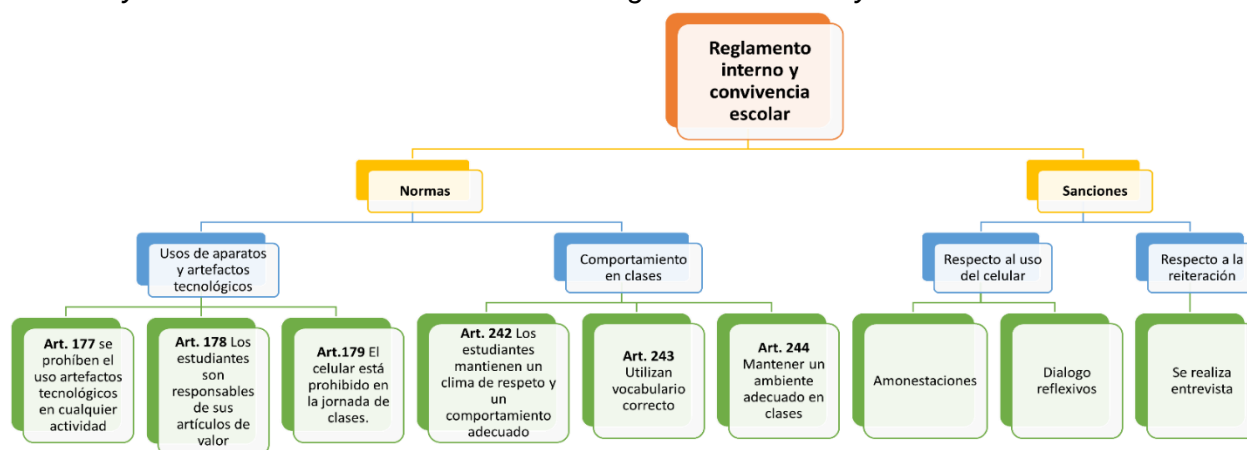 Reglamento
interno y
convivencia
escolar
Normas
Sanciones
Usos de aparatos
y artefactos
tecnológicos
Comportamiento
en clases
Respecto al uso
del celular
Respecto a la
reiteración
Art. 177 se
prohíben el
uso artefactos
tecnológicos
en cualquier
actividad
Art. 178 Los
estudiantes
son
responsables
de sus
artículos de
valor
Art.179 El
celular está
prohibido en
la jornada de
clases.
Art. 242 Los
estudiantes
mantienen un
clima de respeto y
un
comportamiento
adecuado
Art. 243
Utilizan
vocabulario
correcto
Art. 244
Mantener un
ambiente
adecuado en
clases
Amonestaciones
Dialogo
reflexivos
Se realiza
entrevista